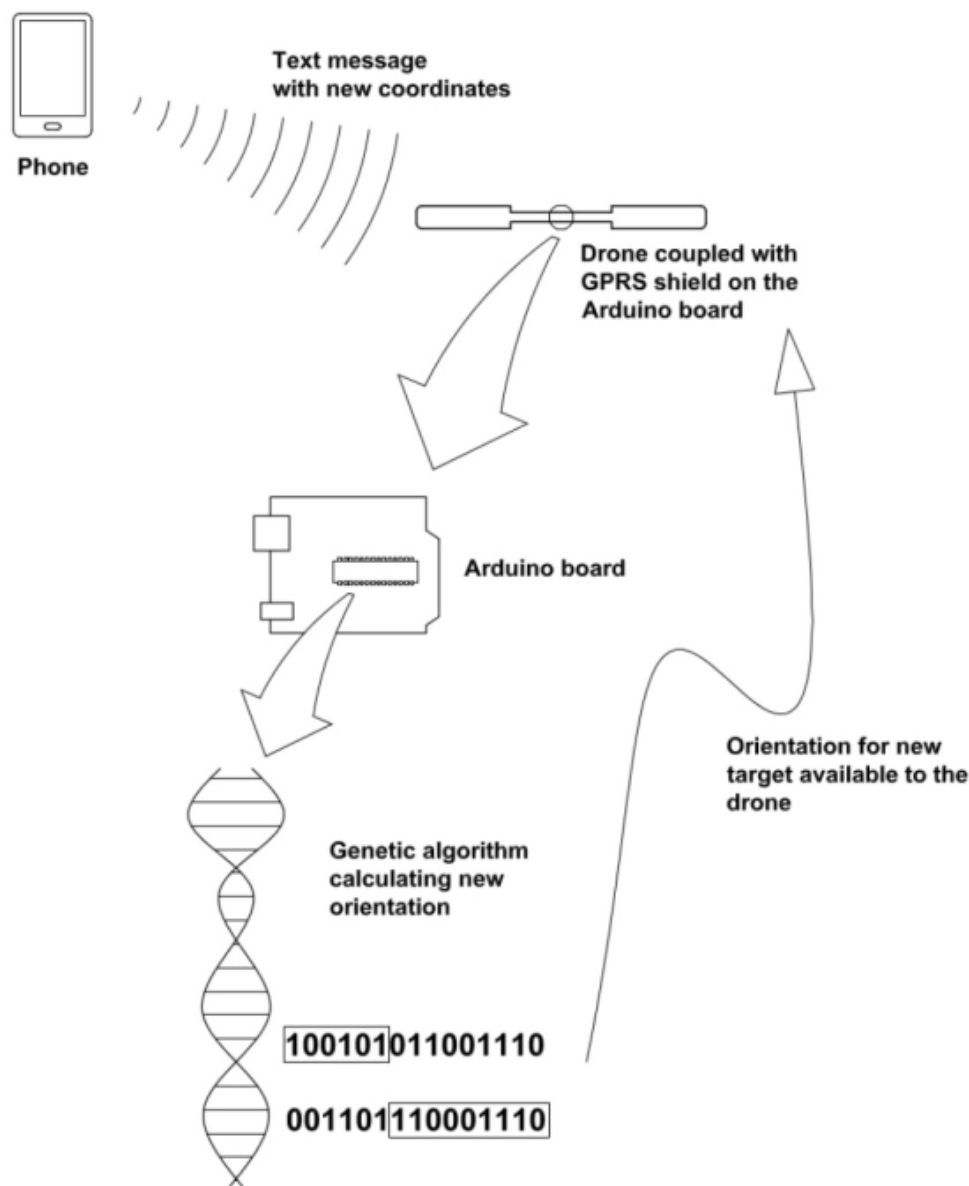 Text message
with new coordinates
Phone
Drone coupled with
GPRS shield on the
Arduino board
Arduino board
Orientation for new
target available to the
drone
Genetic algorithm
calculating new
orientation
100101011001110
001101110001110